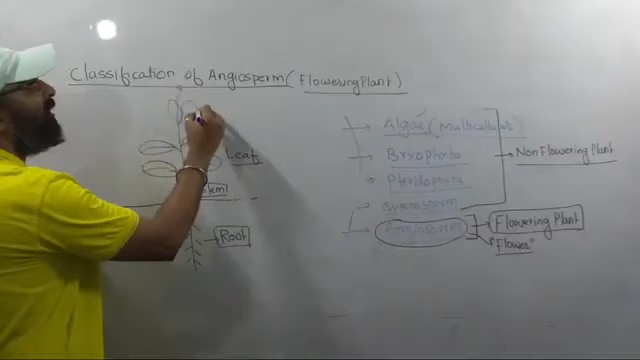 Classification of Angiosperm (Flowering Plant)
Algae (Multicellular)
Bryophyta
Pteridophyta
Gymnosperm
Angiosperm
Non Flowering Plant
Flowering Plant
"Flower"
Leaf
Stem
Root